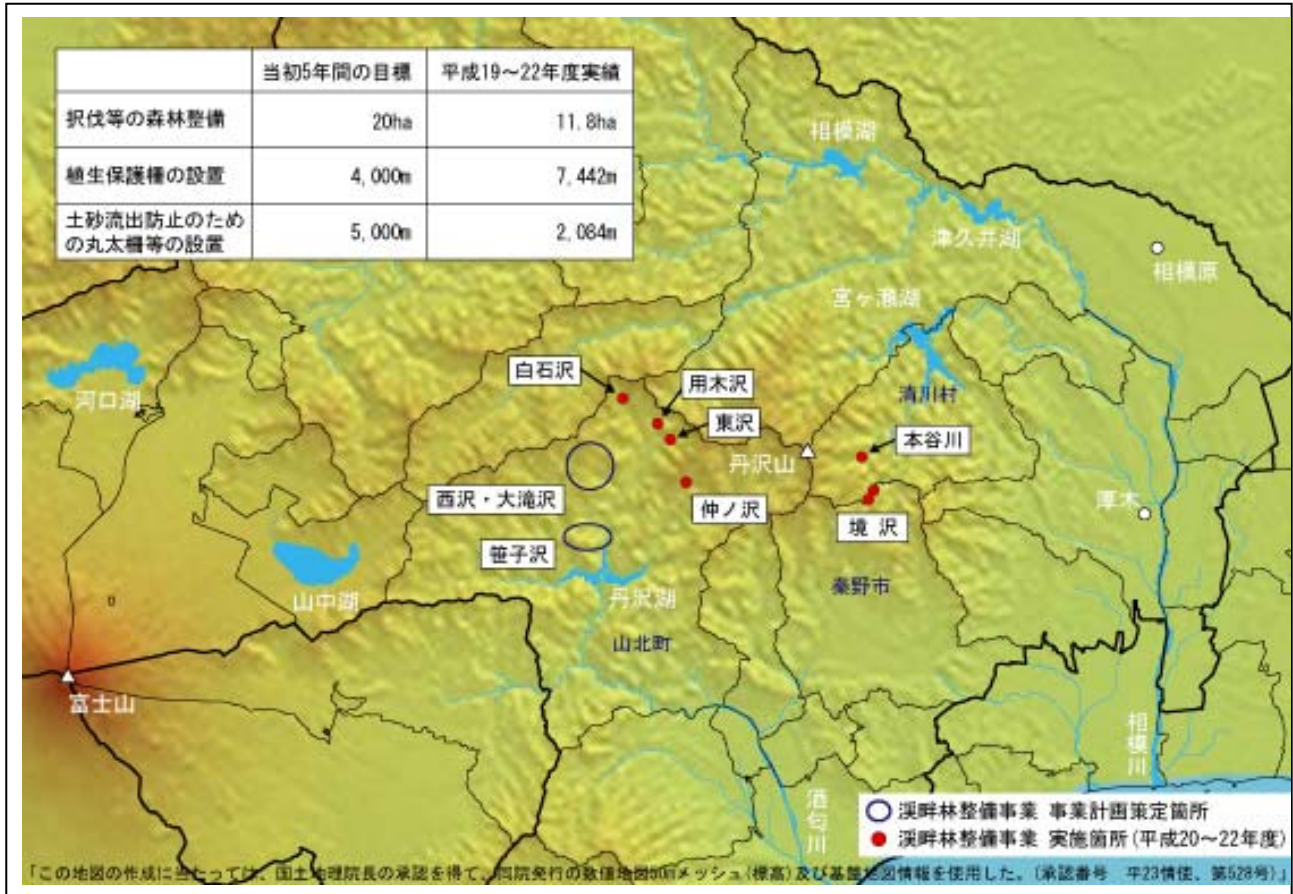 当初5年間の目標 平成19～22年度実績
択伐等の森林整備 20ha 11.8ha
植生保護柵の設置 4,000m 7,442m
土砂流出防止のため
の丸太柵等の設置 5,000m 2,084m
相模湖
津久井湖
相模原
宮ヶ瀬湖
河口湖
白石沢
用木沢
東沢
清川村
本谷川
丹沢山
西沢・大滝沢
仲ノ沢
境 沢
厚木
笹子沢
秦野市
山中湖
丹沢湖
山北町
富士山
相模川
酒匂川
渓畔林整備事業 事業計画策定箇所
渓畔林整備事業 実施箇所(平成20～22年度)
「この地図の作成に当たっては、国土地理院長の承認を得て、同院発行の数値地図50mメッシュ(標高)及び基盤地図情報を使用した。(承認番号 平23情使、第528号)」